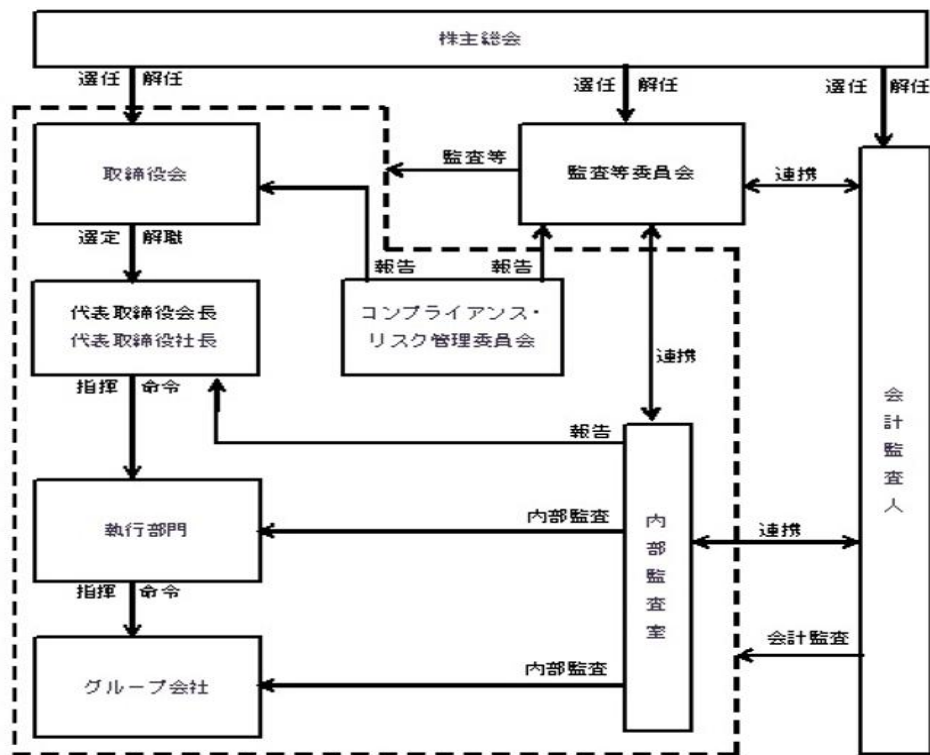 株主総会
選任 解任
選任 解任
選任 解任
取締役会
監査等
監査等委員会
連携
選定 解職
報告
報告
代表取締役会長
代表取締役社長
コンプライアンス・
リスク管理委員会
連携
指揮 命令
報告
会計監査人
執行部門
内部監査
内部監査室
連携
指揮 命令
会計監査
グループ会社
内部監査